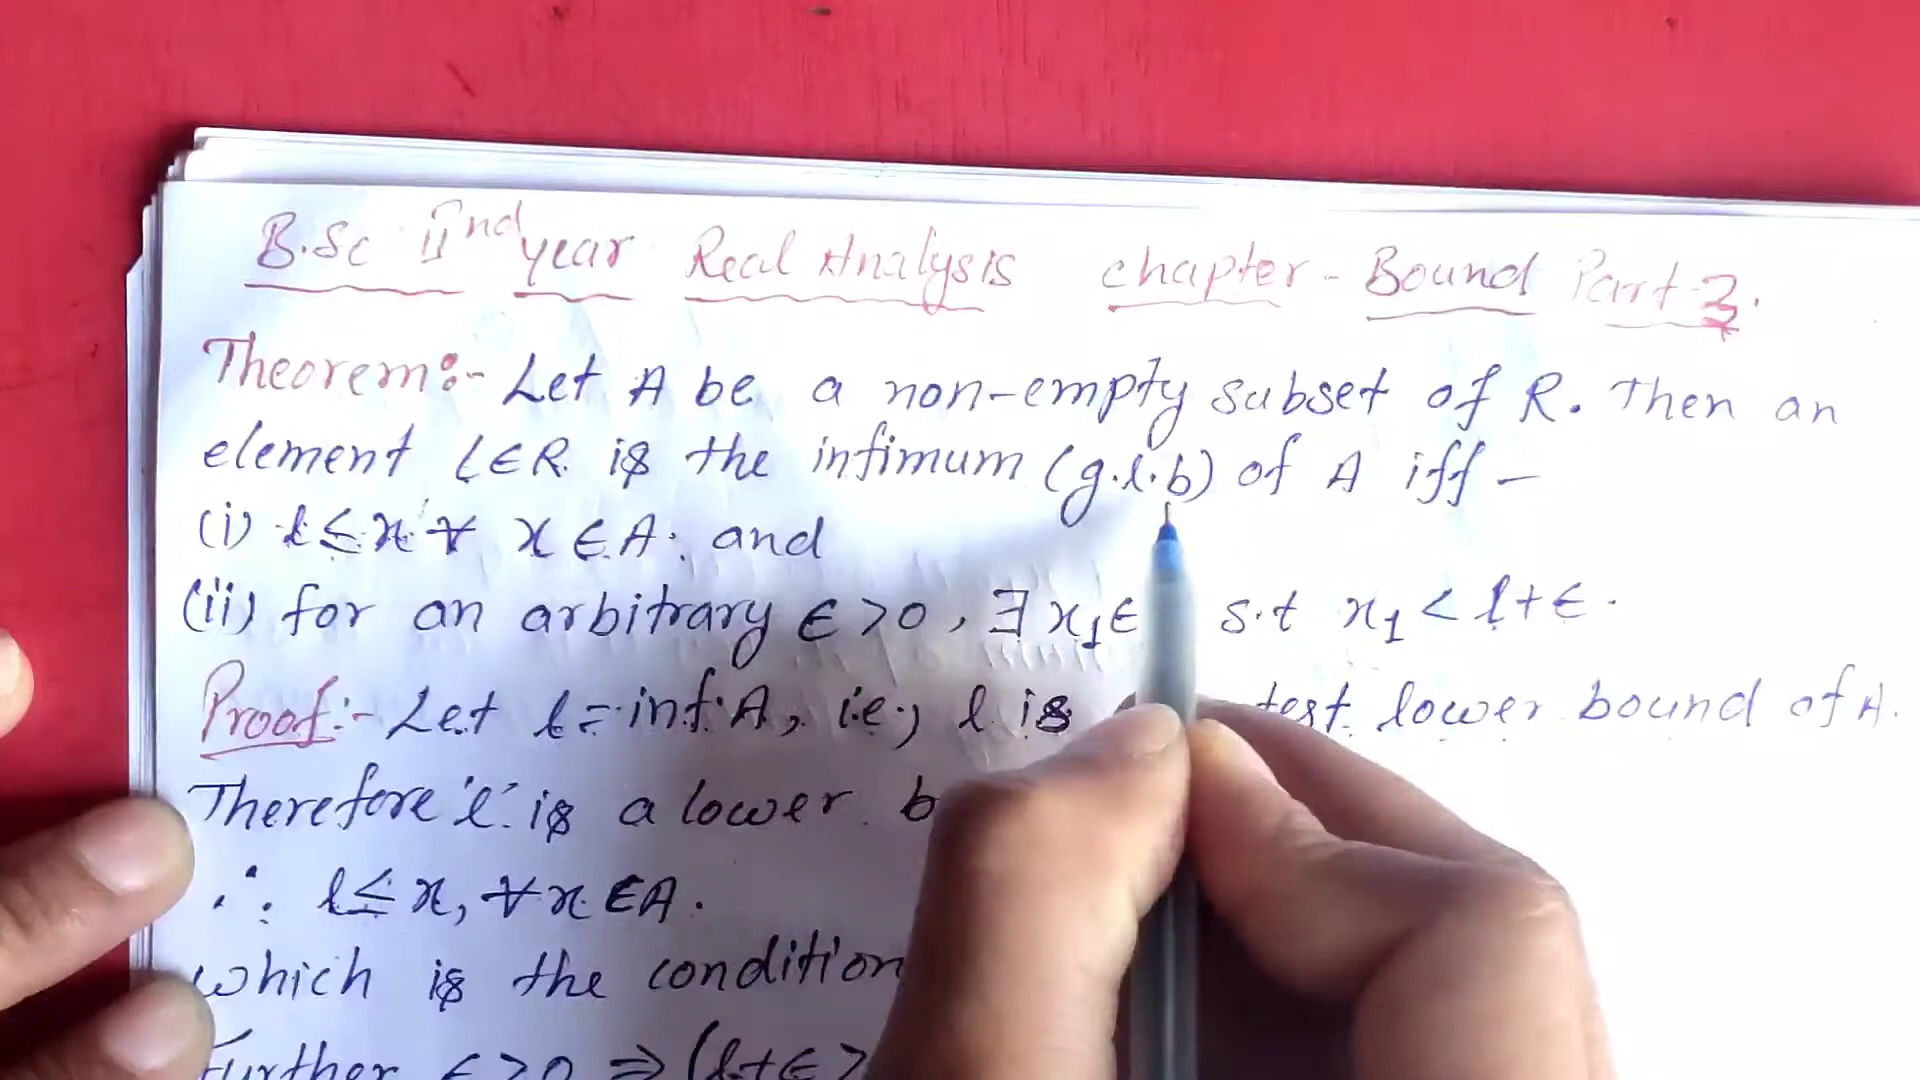 B.Sc IInd year Real Analysis chapter - Bound Part-3.
Theorem:- Let A be a non-empty subset of R. Then an
element l∈R is the infimum (g.l.b) of A iff -
(i) l≤x ∀ x∈A; and
(ii) for an arbitrary ∈>0, ∃ x₁∈ s.t x₁ < l+∈.
Proof:- Let l = inf.A, i.e., l is lower bound of A.
Therefore 'l' is a lower
∴ l≤x, ∀x∈A.
which is the condition
Further ∈>0 ⇒ (l+∈>